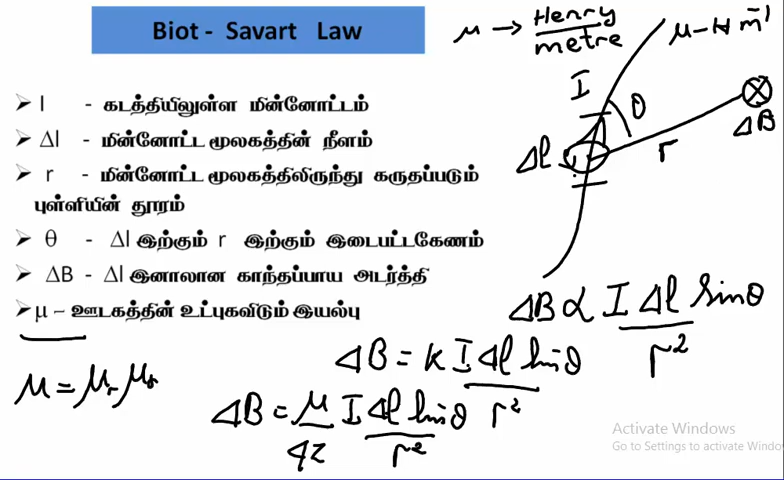 Biot - Savart Law
μ → Henry / metre
μ - H m⁻¹
➢ I - கடத்தியிலுள்ள மின்னோட்டம்
➢ Δl - மின்னோட்ட மூலகத்தின் நீளம்
➢ r - மின்னோட்ட மூலகத்திலிருந்து கருதப்படும்
புள்ளியின் தூரம்
➢ θ - Δl இற்கும் r இற்கும் இடைபட்டகோணம்
➢ ΔB - Δl இனாலான காந்தப்பாய அடர்த்தி
➢ μ – ஊடகத்தின் உட்புகவிடும் இயல்பு
I
θ
ΔB
Δl
r
ΔB ∝ I Δl sinθ / r²
ΔB = k I Δl sinθ / r²
ΔB = μ / 4π I Δl sinθ / r²
Activate Windows
Go to Settings to activate Windows